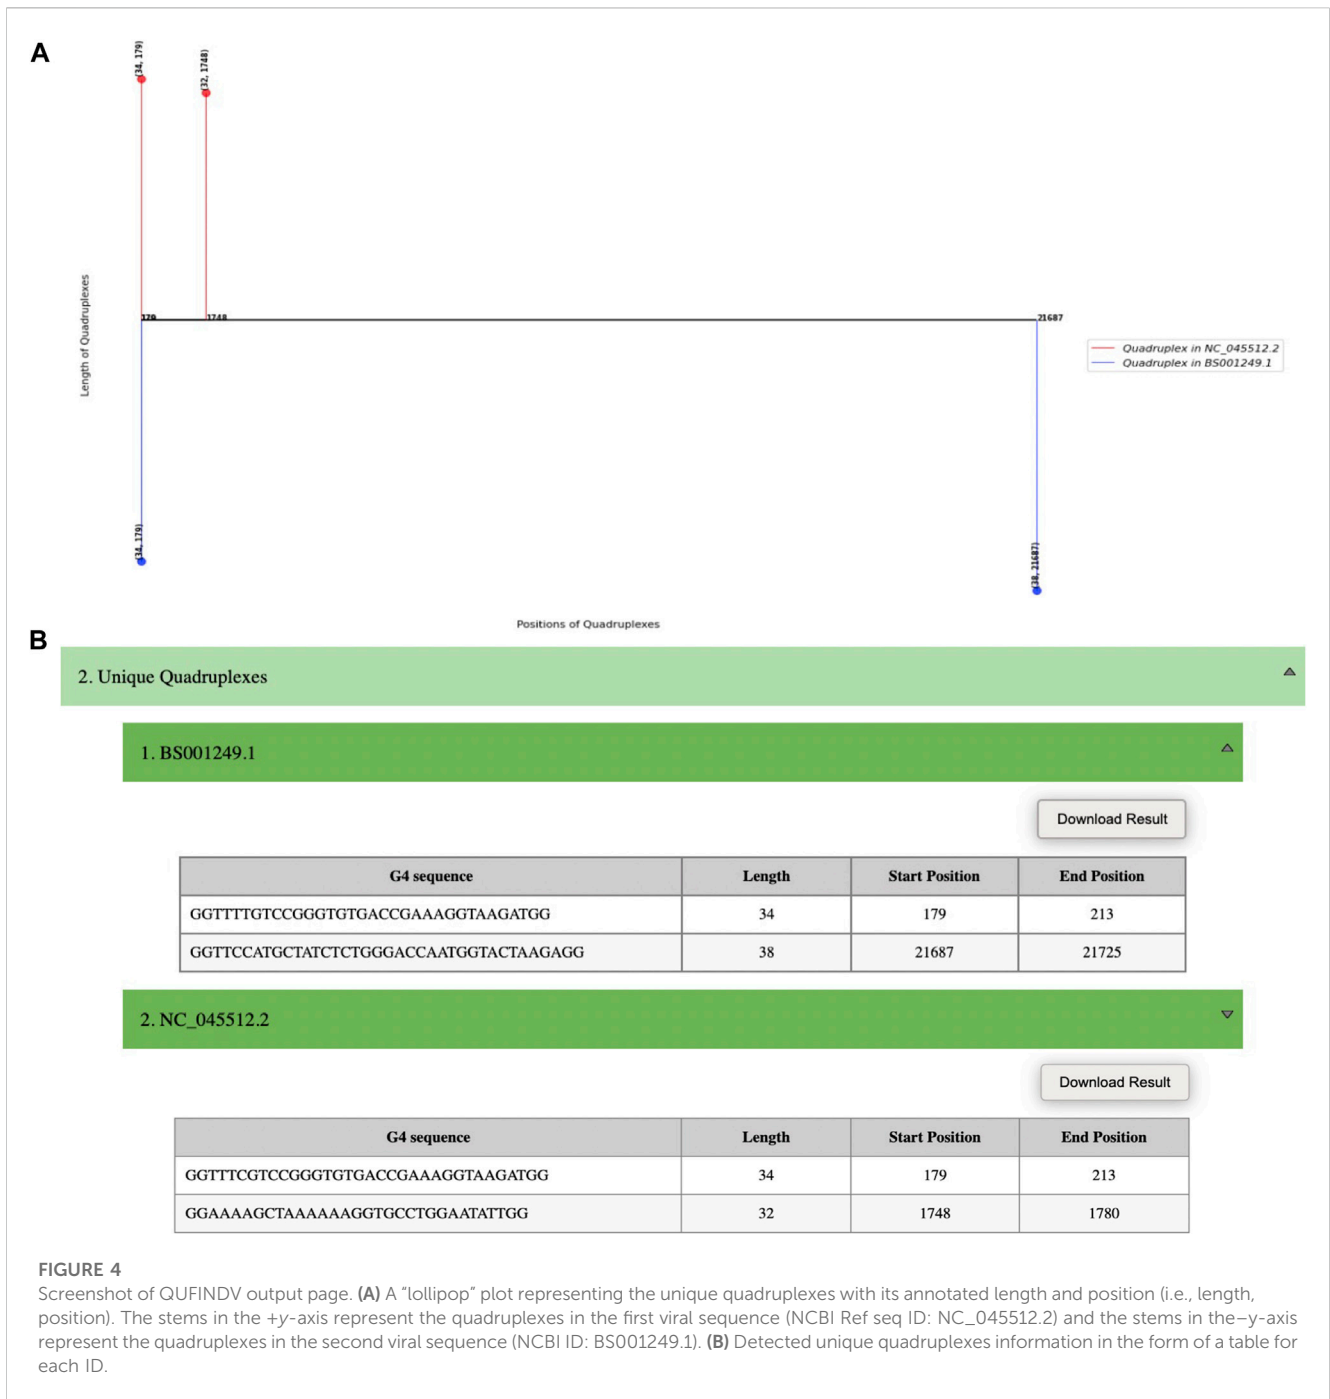 A
(34, 179)
(32, 1748)
Length of Quadruplexes
179
1748
21687
Quadruplex in NC_045512.2
Quadruplex in BS001249.1
(34, 179)
(38, 21687)
Positions of Quadruplexes
B
2. Unique Quadruplexes
1. BS001249.1
Download Result
G4 sequence Length Start Position End Position
GGTTTTGTCCGGGTGTGACCGAAAGGTAAGATGG 34 179 213
GGTTCCATGCTATCTCTGGGACCAATGGTACTAAGAGG 38 21687 21725
2. NC_045512.2
Download Result
G4 sequence Length Start Position End Position
GGTTTCGTCCGGGTGTGACCGAAAGGTAAGATGG 34 179 213
GGAAAAGCTAAAAAAGGTGCCTGGAATATTGG 32 1748 1780
FIGURE 4
Screenshot of QUFINDV output page. (A) A "lollipop" plot representing the unique quadruplexes with its annotated length and position (i.e., length,
position). The stems in the +y-axis represent the quadruplexes in the first viral sequence (NCBI Ref seq ID: NC_045512.2) and the stems in the–y-axis
represent the quadruplexes in the second viral sequence (NCBI ID: BS001249.1). (B) Detected unique quadruplexes information in the form of a table for
each ID.